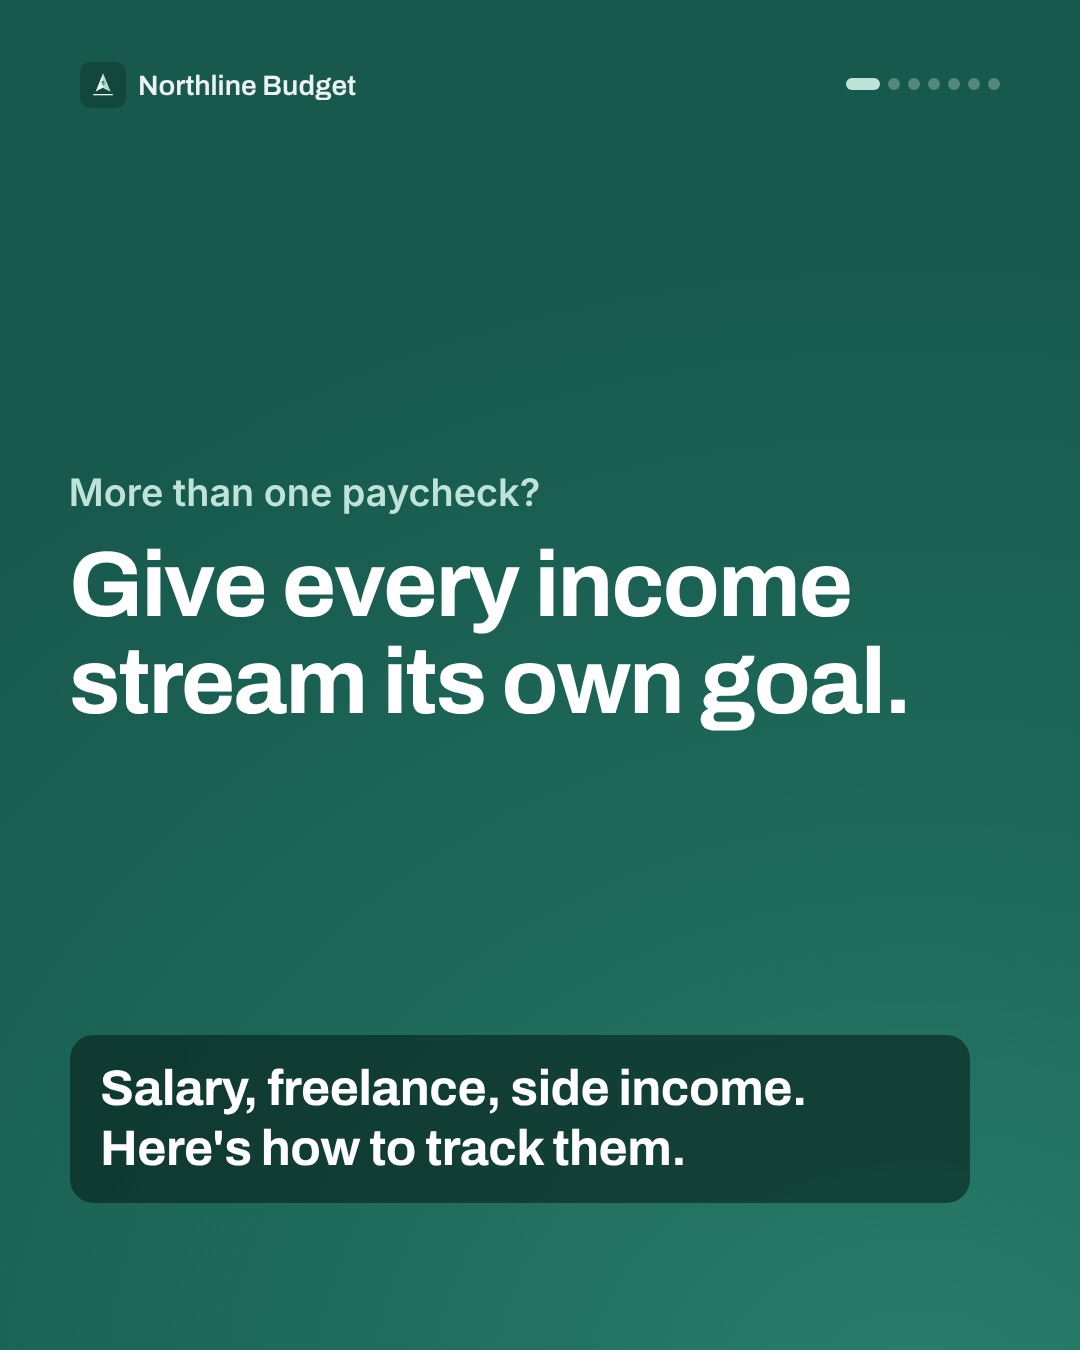 Northline Budget
More than one paycheck?
Give every income
stream its own goal.
Salary, freelance, side income.
Here's how to track them.